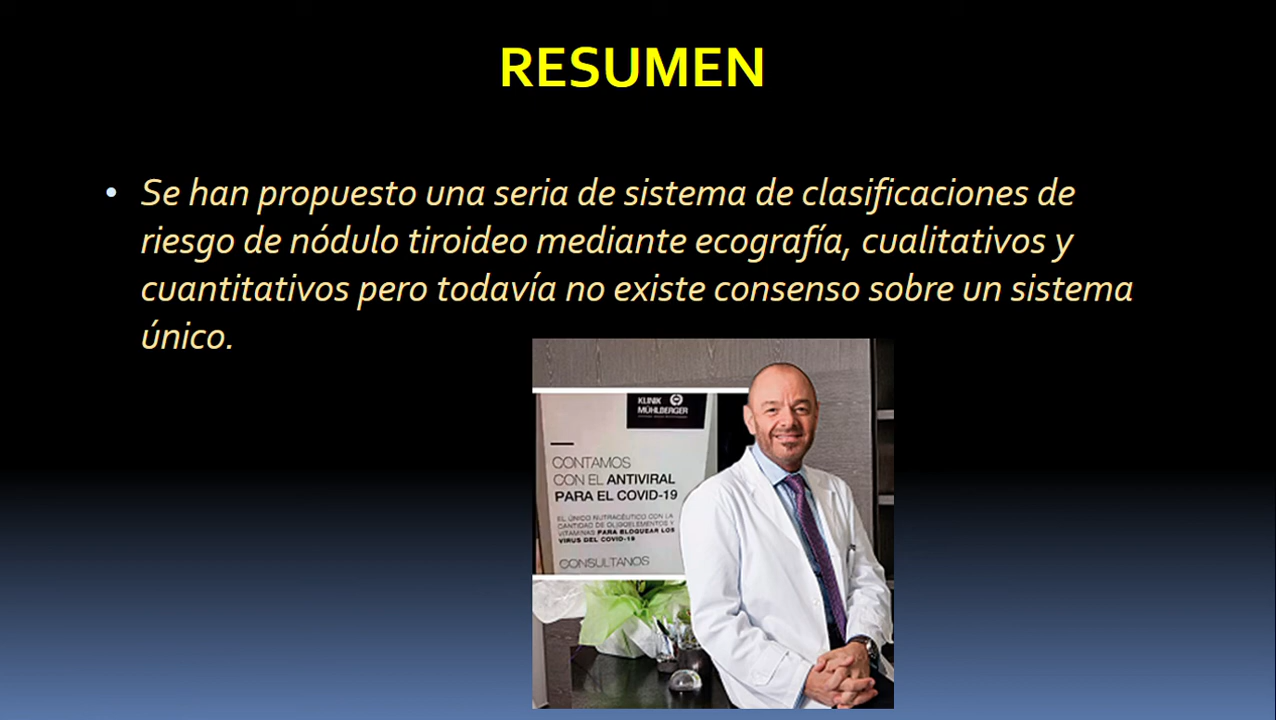 RESUMEN
• Se han propuesto una seria de sistema de clasificaciones de
riesgo de nódulo tiroideo mediante ecografía, cualitativos y
cuantitativos pero todavía no existe consenso sobre un sistema
único.
KLINIK
MÜHLBERGER
CONTAMOS
CON EL ANTIVIRAL
PARA EL COVID-19
EL ÚNICO NUTRACÉUTICO CON LA
CANTIDAD DE OLIGOELEMENTOS Y
VITAMINAS PARA BLOQUEAR LOS
VIRUS DEL COVID-19
CONSULTANOS